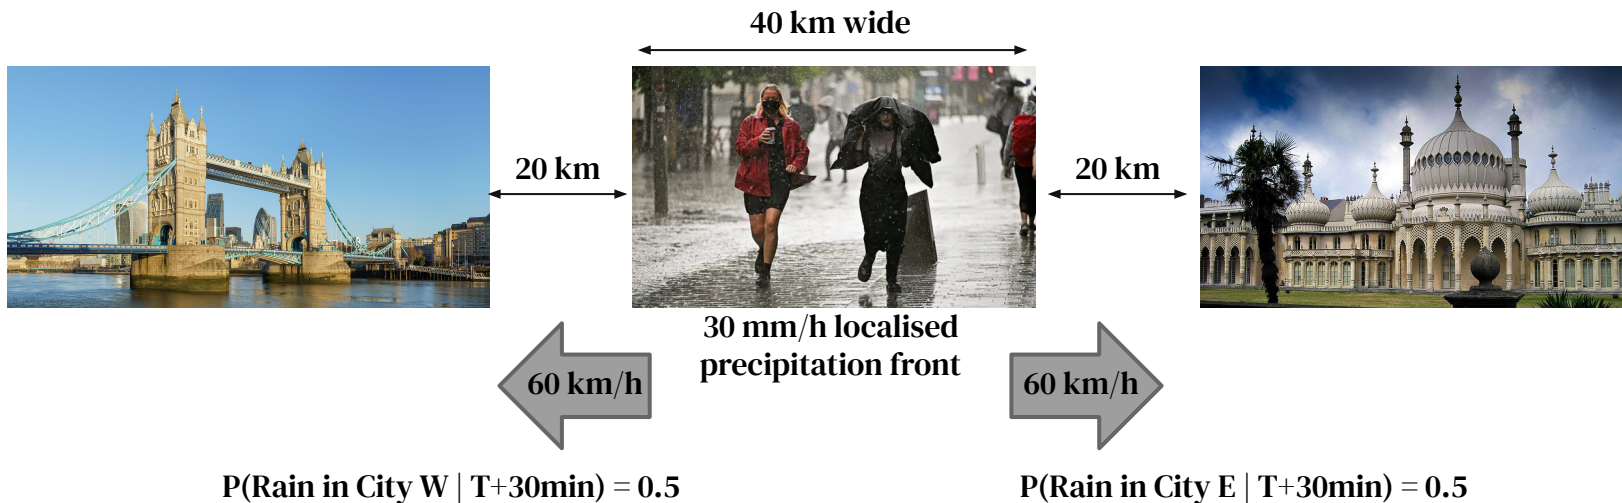 40 km wide
20 km
20 km
30 mm/h localised
precipitation front
60 km/h
60 km/h
P(Rain in City W | T+30min) = 0.5
P(Rain in City E | T+30min) = 0.5